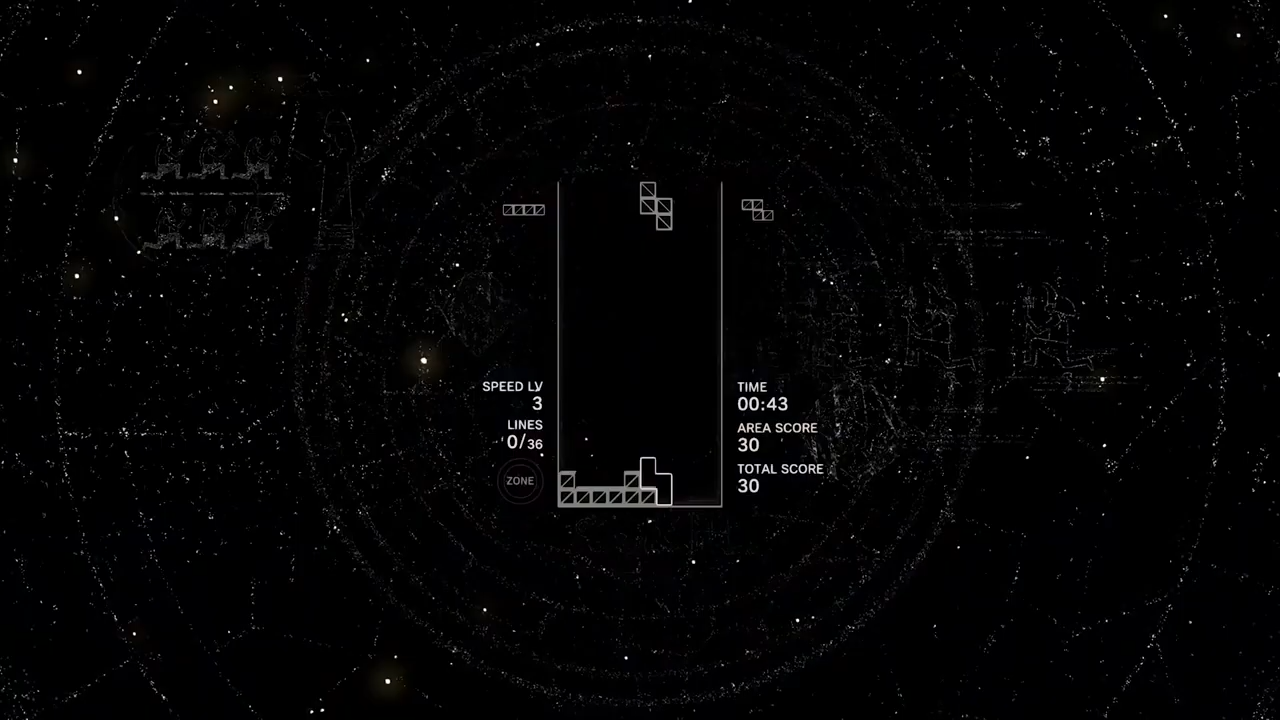 SPEED LV
3
LINES
0/36
ZONE
TIME
00:43
AREA SCORE
30
TOTAL SCORE
30